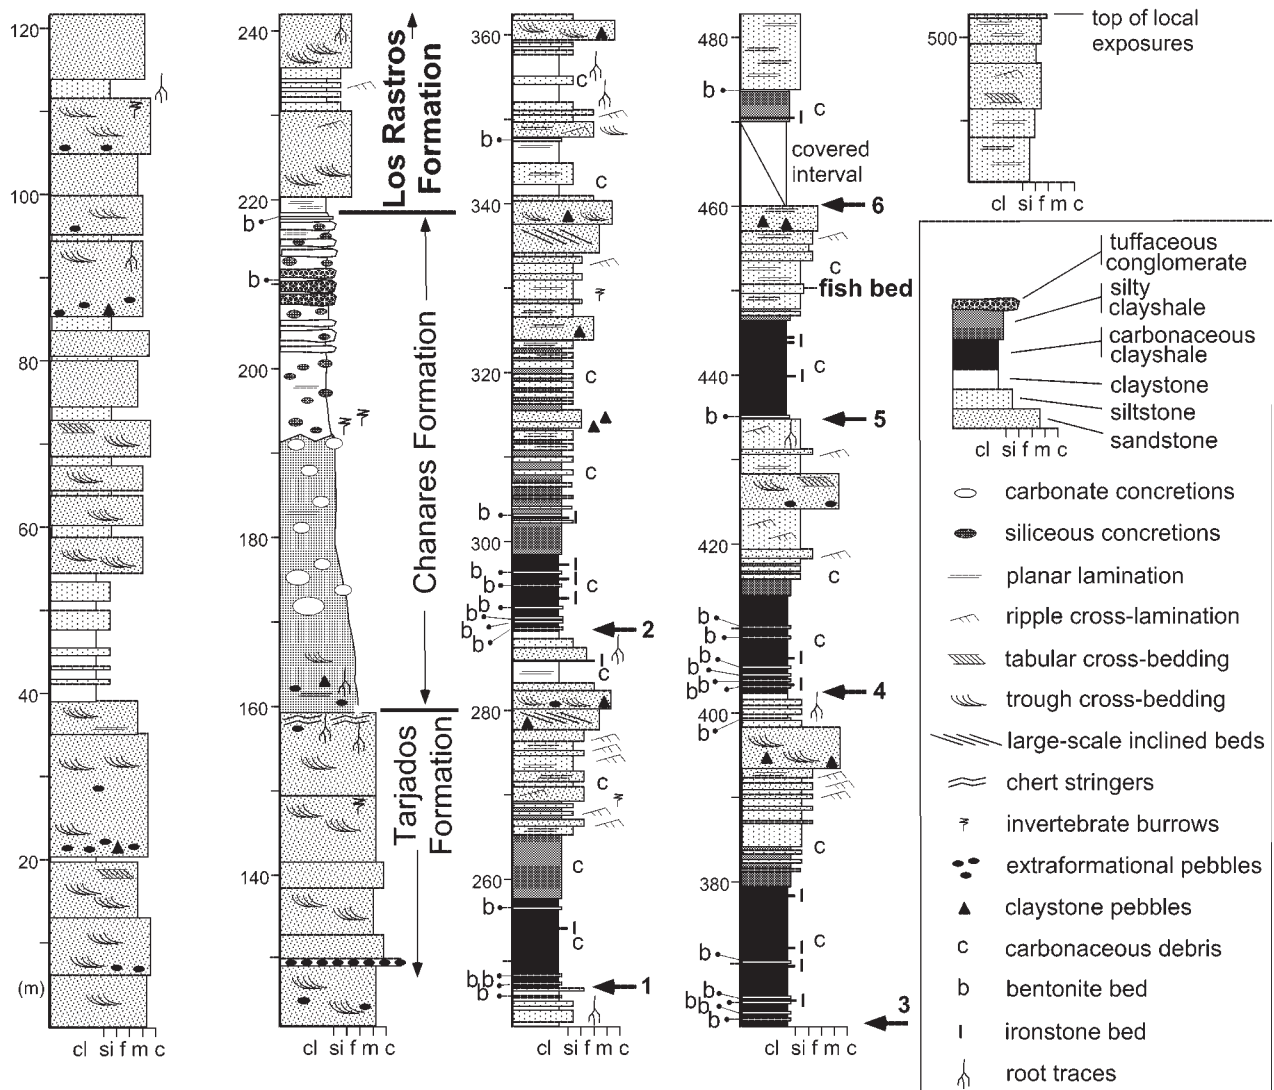 120
100
80
60
40
20
(m)
cl si f m c
240
220
200
180
160
140
b
b
cl si f m c
Los Rastros
Formation
Chanares Formation
Tarjados
Formation
360
340
320
300
280
260
c
b
c
c
c
b
b
c
b
b
b
b
2
I
c
c
b
I
c
b b
b
1
cl si f m c
480
460
440
420
400
380
b
c
I
covered
interval
6
c
fish bed
I
c
I
b
5
c
b
b
c
b
I
b
b
b
I
4
b
c
I
c
I
b
I
b b
I
b
3
cl si f m c
500
top of local
exposures
cl si f m c
tuffaceous
conglomerate
silty
clayshale
carbonaceous
clayshale
claystone
siltstone
sandstone
cl si f m c
carbonate concretions
siliceous concretions
planar lamination
ripple cross-lamination
tabular cross-bedding
trough cross-bedding
large-scale inclined beds
chert stringers
invertebrate burrows
extraformational pebbles
claystone pebbles
c carbonaceous debris
b bentonite bed
I ironstone bed
root traces